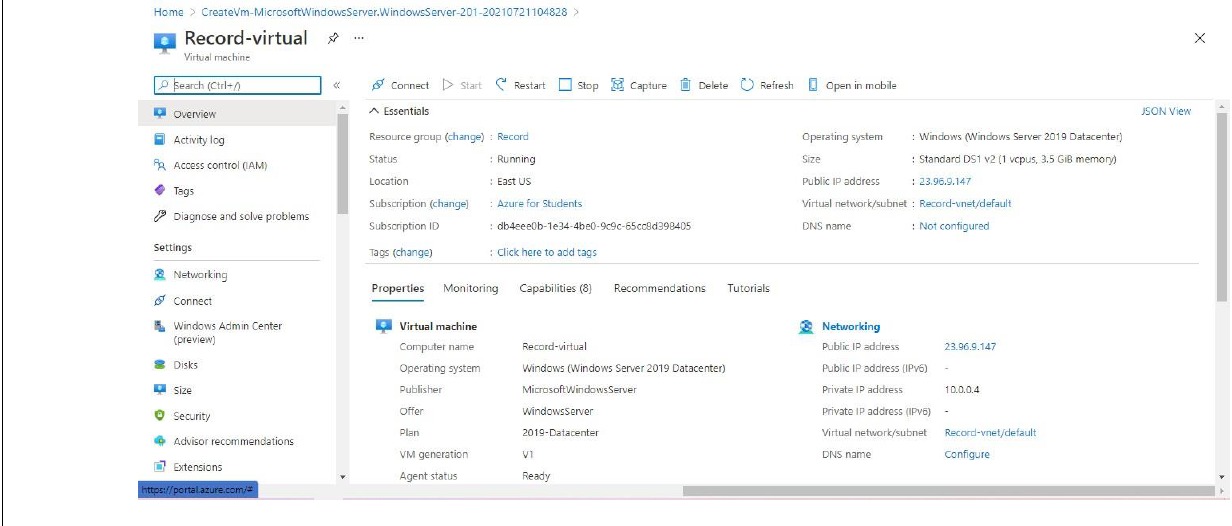 Home > CreateVm-MicrosoftWindowsServer.WindowsServer-201-20210721104828 >
Record-virtual ...
Virtual machine
Search (Ctrl+/) «
Connect Start Restart Stop Capture Delete Refresh Open in mobile
Overview
Activity log
Access control (IAM)
Tags
Diagnose and solve problems
Settings
Networking
Connect
Windows Admin Center
(preview)
Disks
Size
Security
Advisor recommendations
Extensions
https://portal.azure.com/#
Essentials JSON View
Resource group (change) : Record
Status : Running
Location : East US
Subscription (change) : Azure for Students
Subscription ID : db4eee0b-1e34-4be0-9c9c-65cc8d398405
Tags (change) : Click here to add tags
Operating system : Windows (Windows Server 2019 Datacenter)
Size : Standard DS1 v2 (1 vcpus, 3.5 GiB memory)
Public IP address : 23.96.9.147
Virtual network/subnet : Record-vnet/default
DNS name : Not configured
Properties Monitoring Capabilities (8) Recommendations Tutorials
Virtual machine
Computer name Record-virtual
Operating system Windows (Windows Server 2019 Datacenter)
Publisher MicrosoftWindowsServer
Offer WindowsServer
Plan 2019-Datacenter
VM generation V1
Agent status Ready
Networking
Public IP address 23.96.9.147
Public IP address (IPv6) -
Private IP address 10.0.0.4
Private IP address (IPv6) -
Virtual network/subnet Record-vnet/default
DNS name Configure